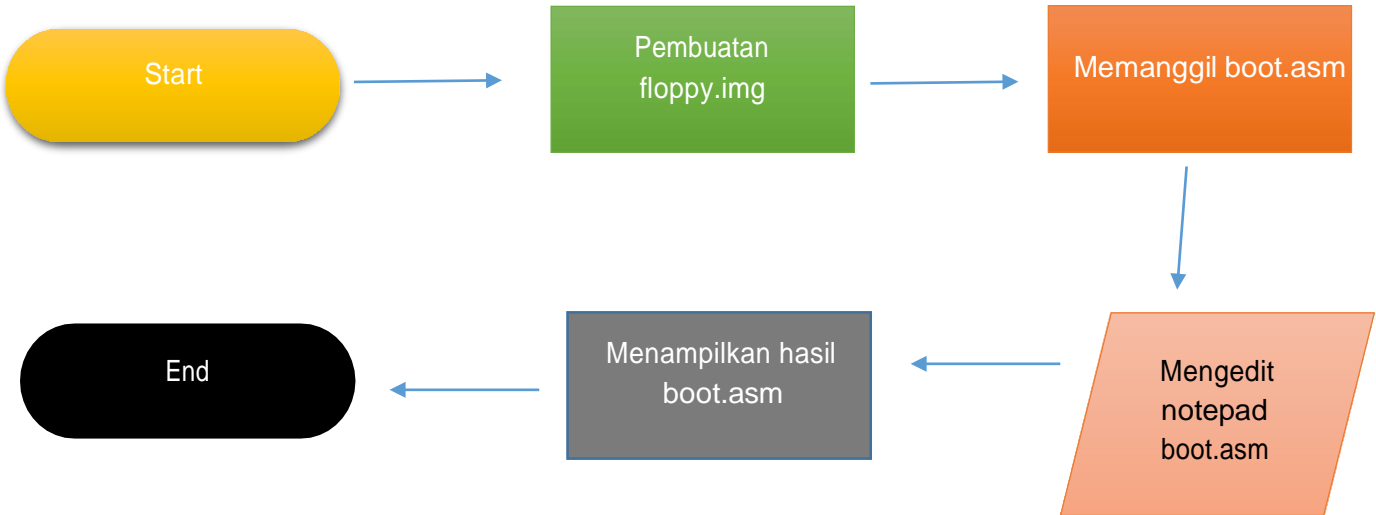 Start
Pembuatan
floppy.img
Memanggil boot.asm
Mengedit
notepad
boot.asm
Menampilkan hasil
boot.asm
End